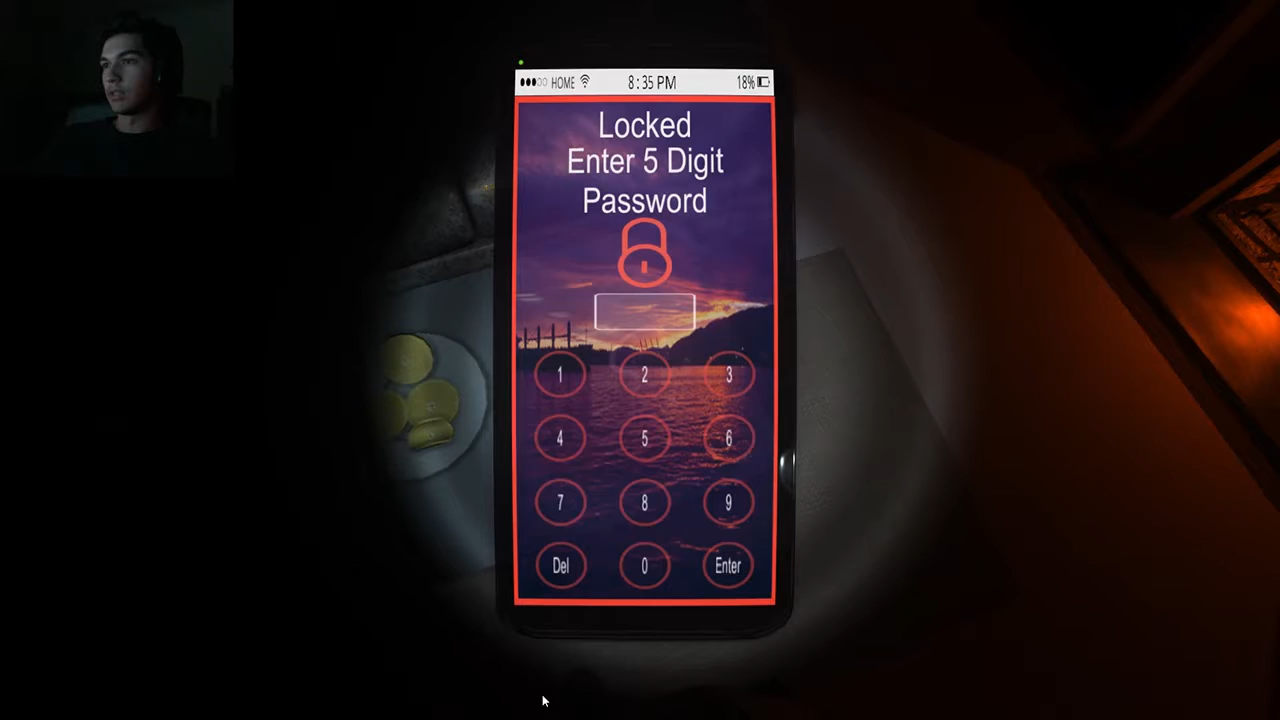 HOME 8:35 PM 18%
Locked
Enter 5 Digit
Password
1 2 3
4 5 6
7 8 9
Del 0 Enter